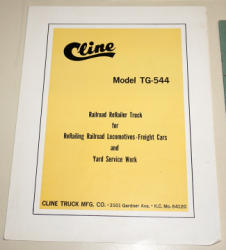 Cline
Model TG-544
Railroad ReRailer Truck
for
ReRailing Railroad Locomotives-Freight Cars
and
Yard Service Work
CLINE TRUCK MFG. CO. • 2501 Gardner Ave. • K.C. Mo. 64120